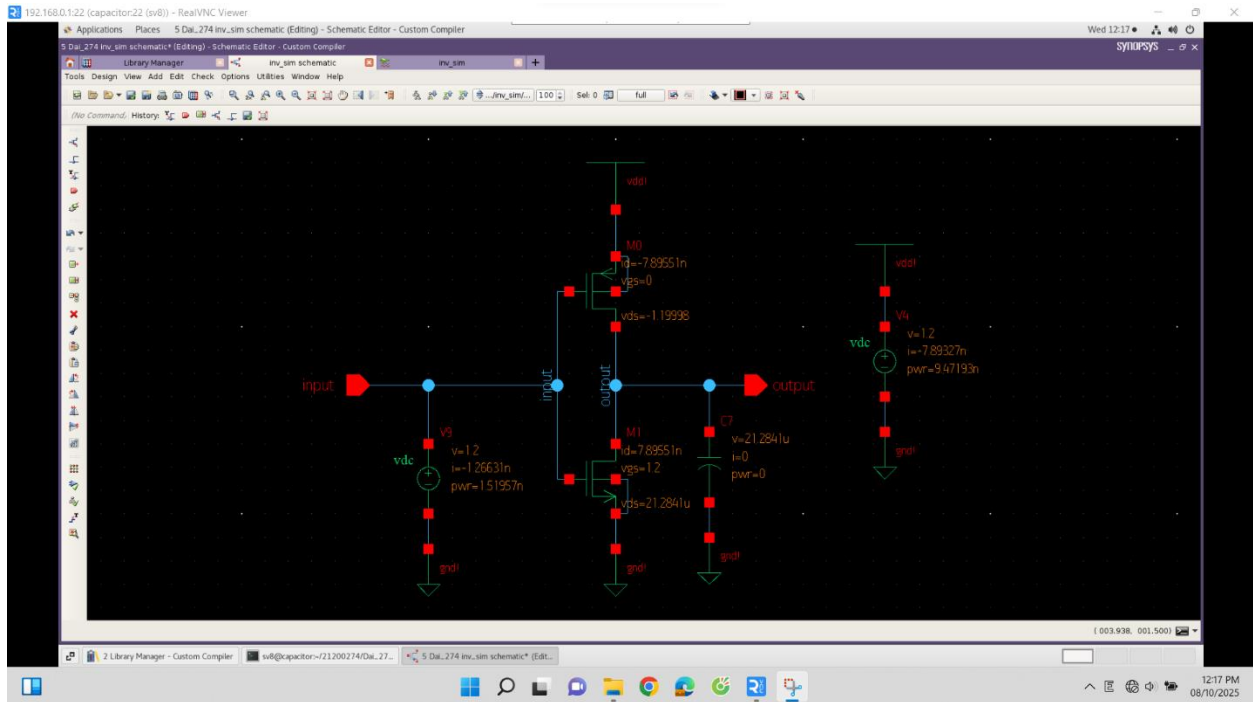 192.168.0.1:22 (capacitor:22 (sv8)) - RealVNC Viewer
Applications Places 5 Dai_274 inv_sim schematic (Editing) - Schematic Editor - Custom Compiler
Wed 12:17
5 Dai_274 inv_sim schematic* (Editing) - Schematic Editor - Custom Compiler
SYNOPSYS
Library Manager
inv_sim schematic
inv_sim
Tools Design View Add Edit Check Options Utilities Window Help
.../inv_sim/... 100 Sel: 0 full
(No Command) History:
vdd!
M0
id=-7.89551n
vgs=0
vds=-1.19998
vdd!
V4
vdc
v=1.2
i=-7.89327n
pwr=9.47193n
gnd!
input
input
output
output
V9
vdc
v=1.2
i=-1.26631n
pwr=1.51957n
gnd!
M1
id=7.89551n
vgs=1.2
vds=21.2841u
gnd!
C7
v=21.2841u
i=0
pwr=0
gnd!
( 003.938, 001.500)
2 Library Manager - Custom Compiler
sv8@capacitor:~/21200274/Dai_27...
5 Dai_274 inv_sim schematic* (Edit...
12:17 PM
08/10/2025